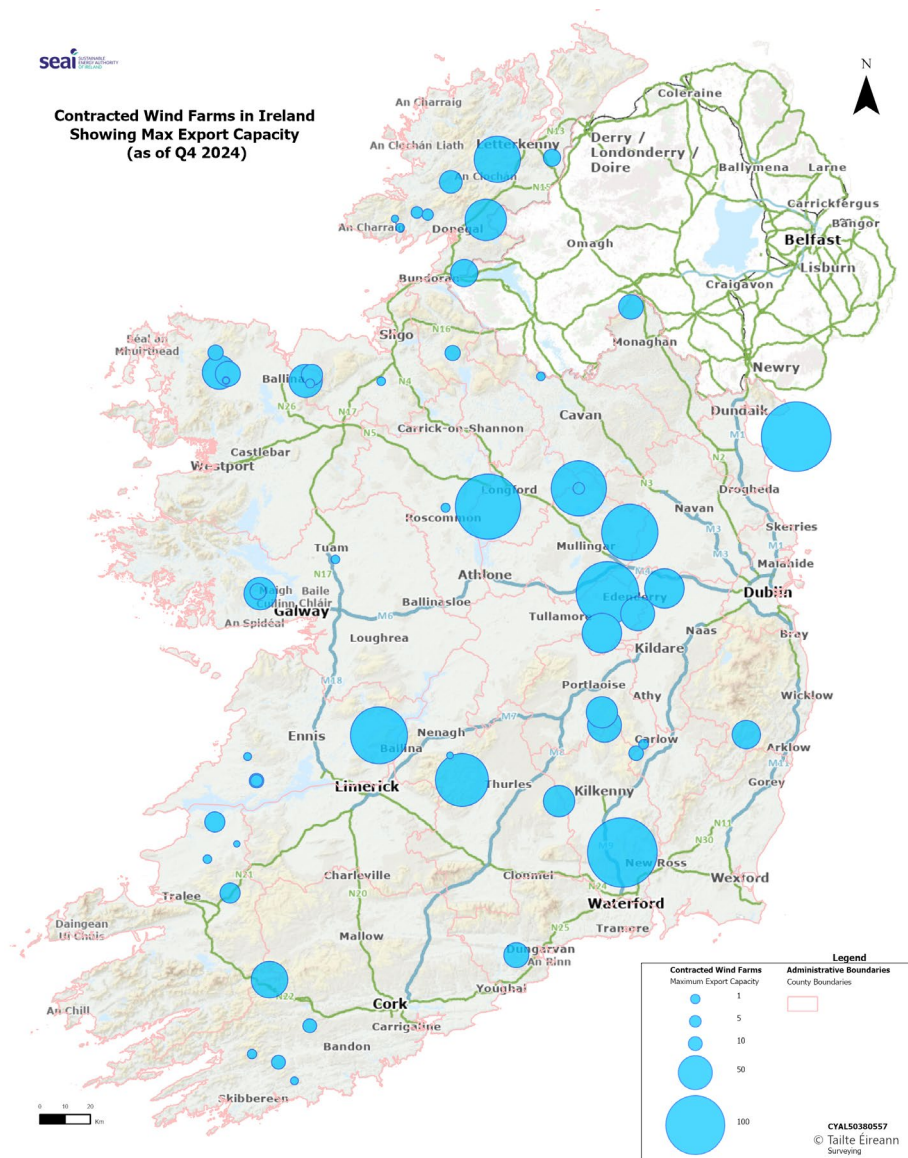 seai SUSTAINABLE
ENERGY AUTHORITY
OF IRELAND
Contracted Wind Farms in Ireland
Showing Max Export Capacity
(as of Q4 2024)
N
An Charraig
Coleraine
An Clochán Liath
Letterkenny
N13
Derry /
Londonderry /
Doire
Ballymena
Larne
An Clochán
N15
Carrickfergus
Bangor
An Charraig
Donegal
Omagh
Belfast
Lisburn
Bundoran
Craigavon
Sligo
N16
Monaghan
Béal an
Mhuirthead
Newry
Ballina
N4
Cavan
Dundalk
N26
N17
M1
Carrick-on-Shannon
N5
Castlebar
Westport
N2
N3
Longford
Drogheda
Roscommon
Navan
Skerries
M3
M1
Mullingar
Tuam
M3
Malahide
N17
Athlone
M4
Maigh
Cuilinn
Baile
Chláir
Edenderry
Dublin
Ballinasloe
Galway
M6
Tullamore
An Spidéal
Naas
Bray
Loughrea
Kildare
M18
Portlaoise
Athy
Wicklow
Ennis
Nenagh
M7
Carlow
Ballina
M8
Arklow
M11
Limerick
Thurles
Kilkenny
Gorey
M9
N11
New Ross
N30
N21
Charleville
Clonmel
Wexford
Tralee
N20
N24
Waterford
Daingean
Uí Chúis
Mallow
N25
Tramore
Dungarvan
An Rinn
Youghal
N22
Cork
An Chill
Carrigaline
Bandon
Skibbereen
0 10 20
Km
Legend
Contracted Wind Farms
Maximum Export Capacity
1
5
10
50
100
Administrative Boundaries
County Boundaries
CYAL50380557
© Tailte Éireann
Surveying